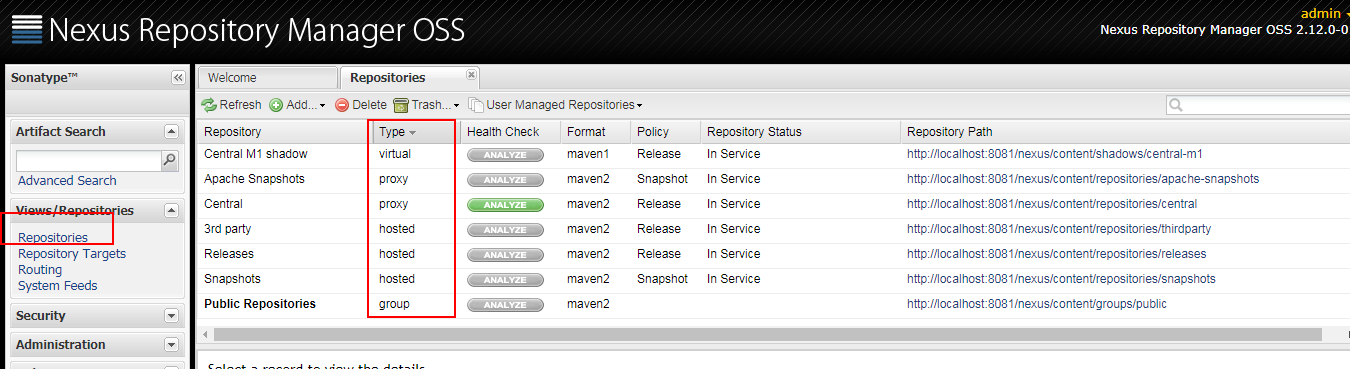 admin
Nexus Repository Manager OSS
Nexus Repository Manager OSS 2.12.0-0
Sonatype™
Welcome
Repositories
Refresh Add... Delete Trash... User Managed Repositories
Artifact Search
Advanced Search
Views/Repositories
Repositories
Repository Targets
Routing
System Feeds
Security
Administration
Repository Type Health Check Format Policy Repository Status Repository Path
Central M1 shadow virtual ANALYZE maven1 Release In Service http://localhost:8081/nexus/content/shadows/central-m1
Apache Snapshots proxy ANALYZE maven2 Snapshot In Service http://localhost:8081/nexus/content/repositories/apache-snapshots
Central proxy ANALYZE maven2 Release In Service http://localhost:8081/nexus/content/repositories/central
3rd party hosted ANALYZE maven2 Release In Service http://localhost:8081/nexus/content/repositories/thirdparty
Releases hosted ANALYZE maven2 Release In Service http://localhost:8081/nexus/content/repositories/releases
Snapshots hosted ANALYZE maven2 Snapshot In Service http://localhost:8081/nexus/content/repositories/snapshots
Public Repositories group ANALYZE maven2 http://localhost:8081/nexus/content/groups/public
Select a record to view the details